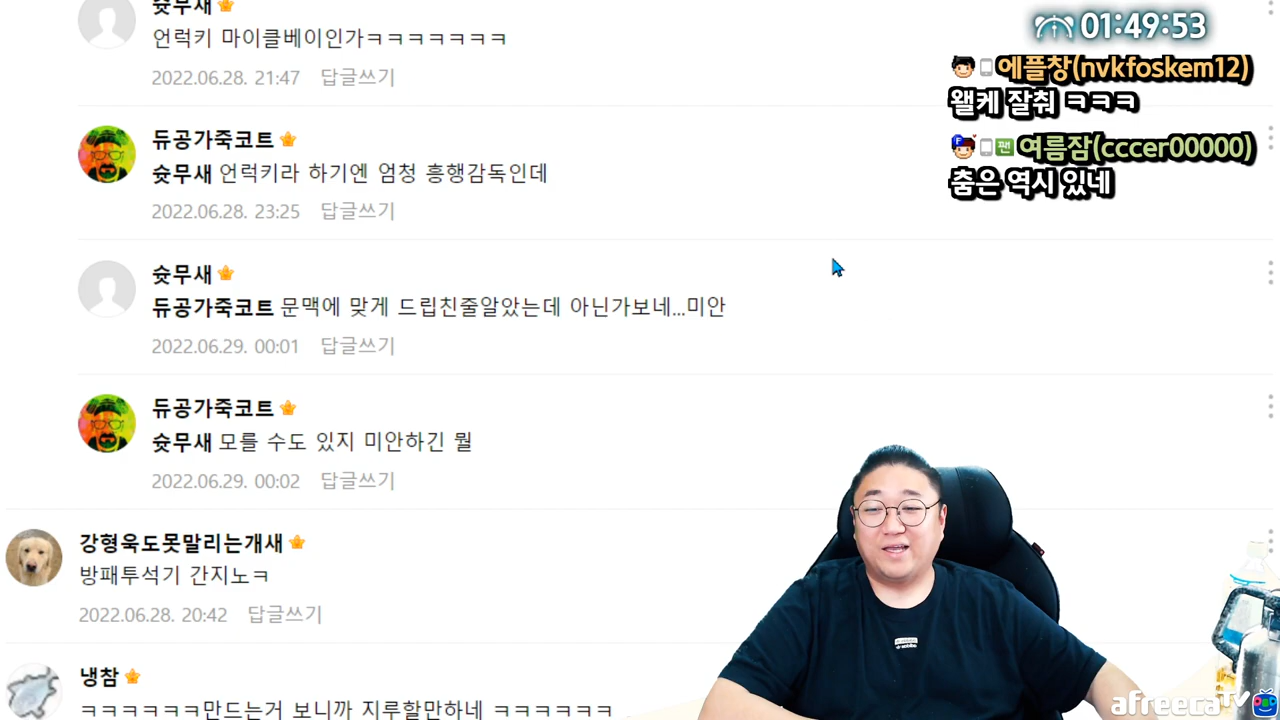 슛무새
언럭키 마이클베이인가ㅋㅋㅋㅋㅋㅋㅋ
2022.06.28. 21:47 답글쓰기
듀공가죽코트
슛무새 언럭키라 하기엔 엄청 흥행감독인데
2022.06.28. 23:25 답글쓰기
슛무새
듀공가죽코트 문맥에 맞게 드립친줄알았는데 아닌가보네...미안
2022.06.29. 00:01 답글쓰기
듀공가죽코트
슛무새 모를 수도 있지 미안하긴 뭘
2022.06.29. 00:02 답글쓰기
강형욱도못말리는개새
방패투석기 간지노ㅋ
2022.06.28. 20:42 답글쓰기
냉참
ㅋㅋㅋㅋㅋㅋ만드는거 보니까 지루할만하네 ㅋㅋㅋㅋㅋㅋ
01:49:53
에플창(nvkfoskem12)
왤케 잘춰 ㅋㅋㅋ
팬 여름잠(cccer00000)
춤은 역시 있네
afreecaTV